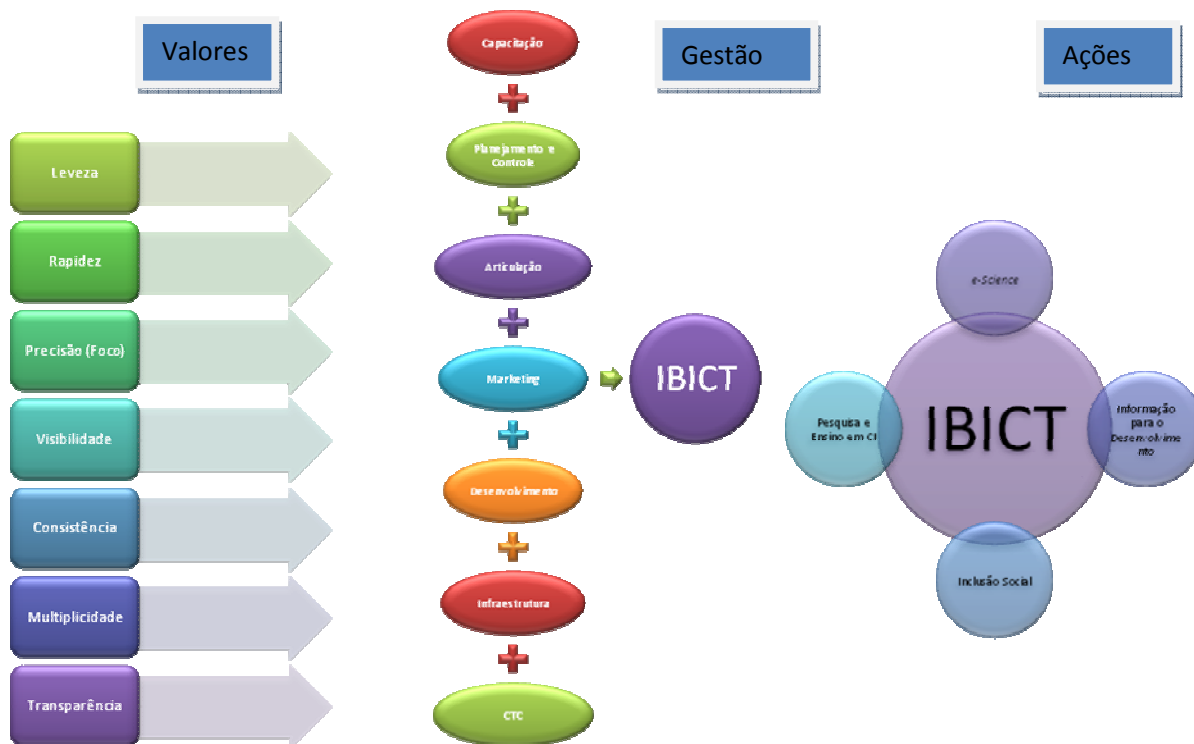 Valores
Gestão
Ações
Leveza
Rapidez
Precisão (Foco)
Visibilidade
Consistência
Multiplicidade
Transparência
Capacitação
Planejamento e
Controle
Articulação
Marketing
Desenvolvimento
Infraestrutura
CTC
IBICT
e-Science
Pesquisa e
Ensino em CI
IBICT
Informação
para o
Desenvolvime
nto
Inclusão Social